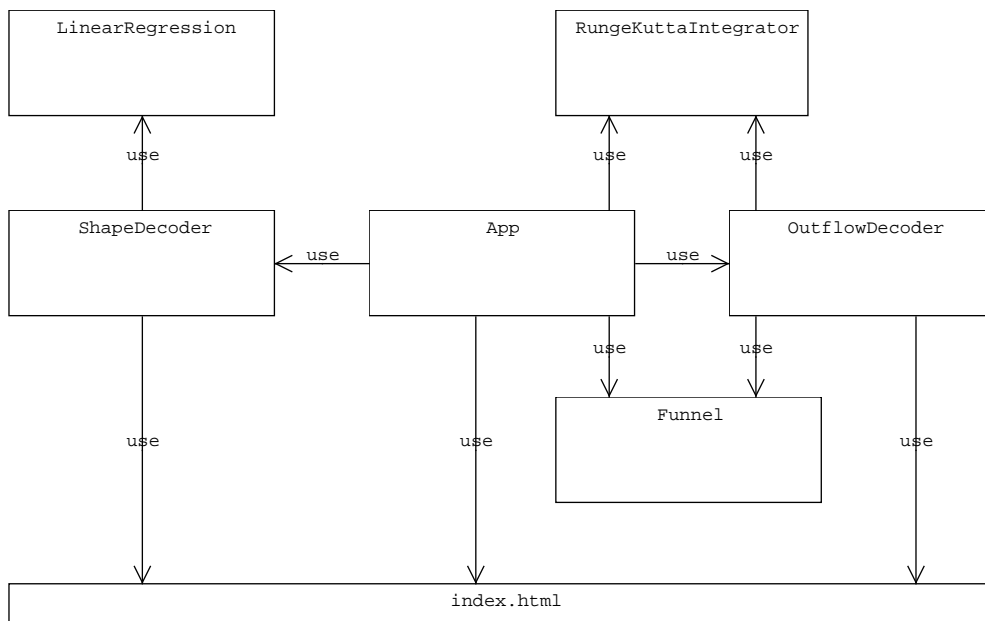 LinearRegression
RungeKuttaIntegrator
use
use
use
ShapeDecoder
App
OutflowDecoder
use
use
use
use
Funnel
use
use
use
index.html